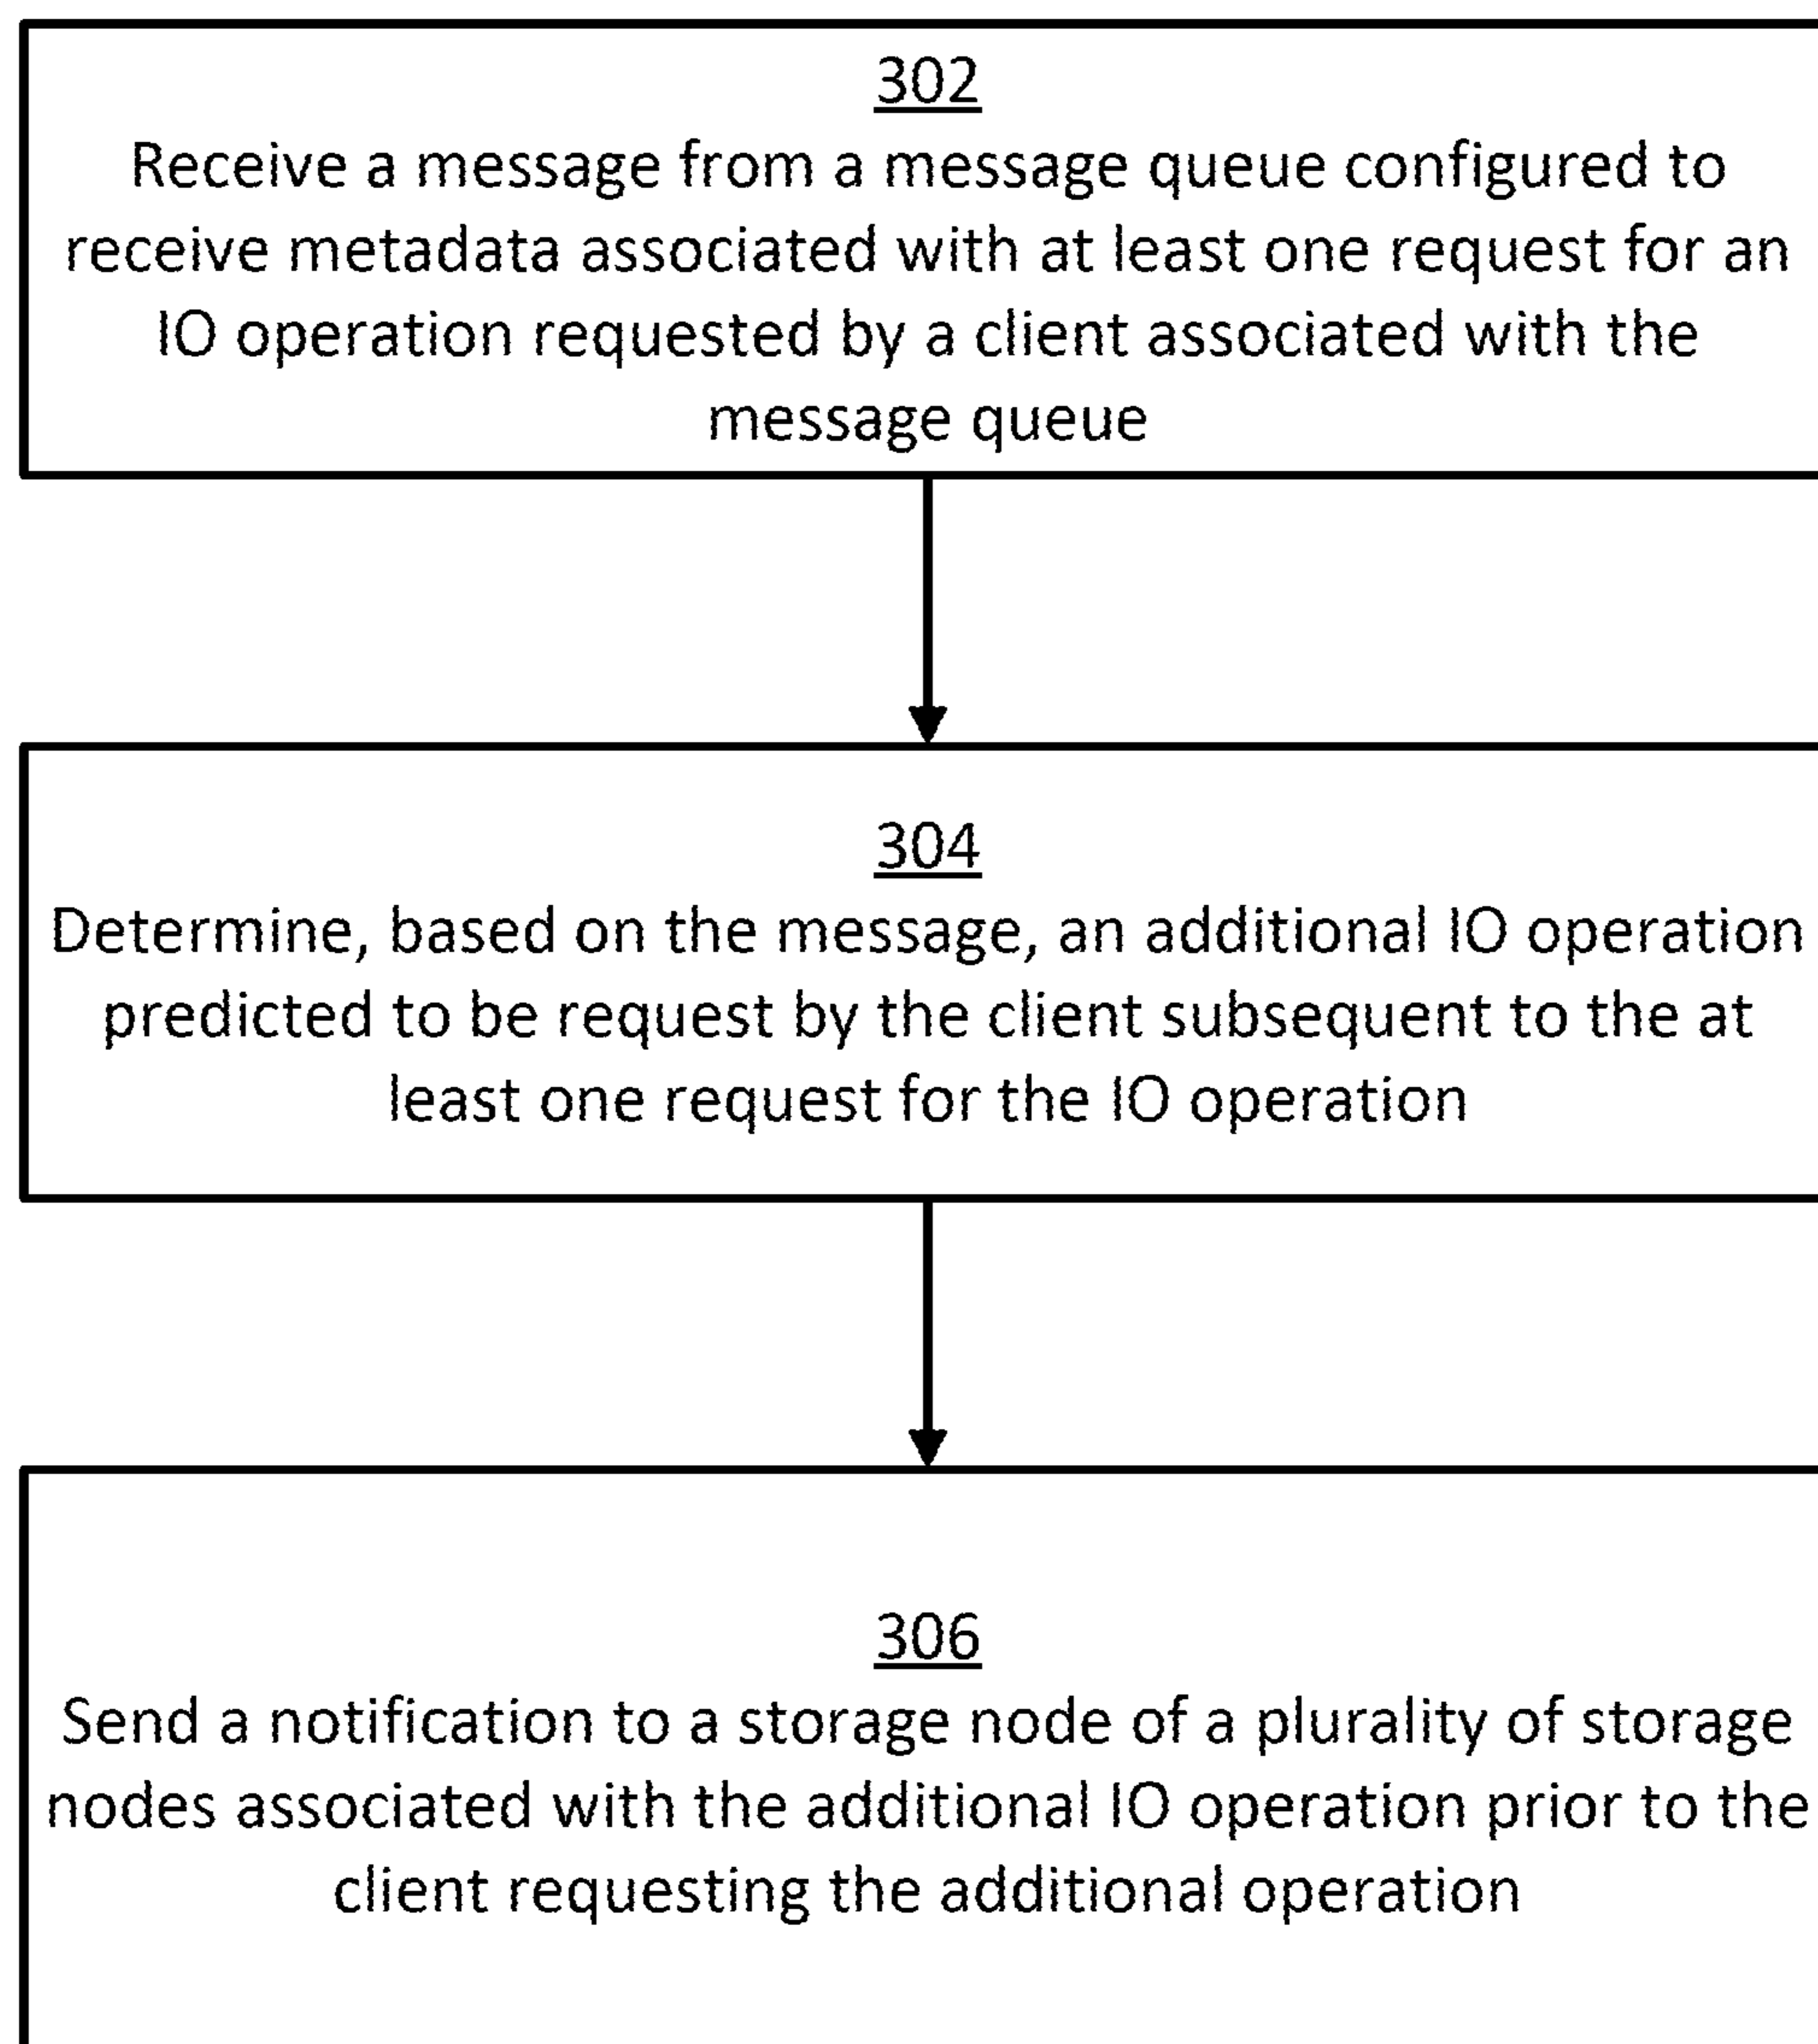 302
Receive a message from a message queue configured to
receive metadata associated with at least one request for an
IO operation requested by a client associated with the
message queue
304
Determine, based on the message, an additional IO operation
predicted to be request by the client subsequent to the at
least one request for the IO operation
306
Send a notification to a storage node of a plurality of storage
nodes associated with the additional IO operation prior to the
client requesting the additional operation